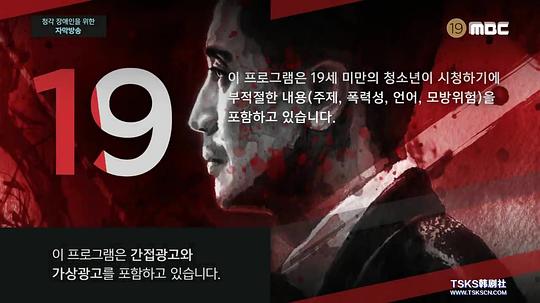 청각 장애인을 위한
자막방송
19 MBC
19
이 프로그램은 19세 미만의 청소년이 시청하기에
부적절한 내용(주제, 폭력성, 언어, 모방위험)을
포함하고 있습니다.
이 프로그램은 간접광고와
가상광고를 포함하고 있습니다.
TSKS韩剧社
www.TSKSCN.COM